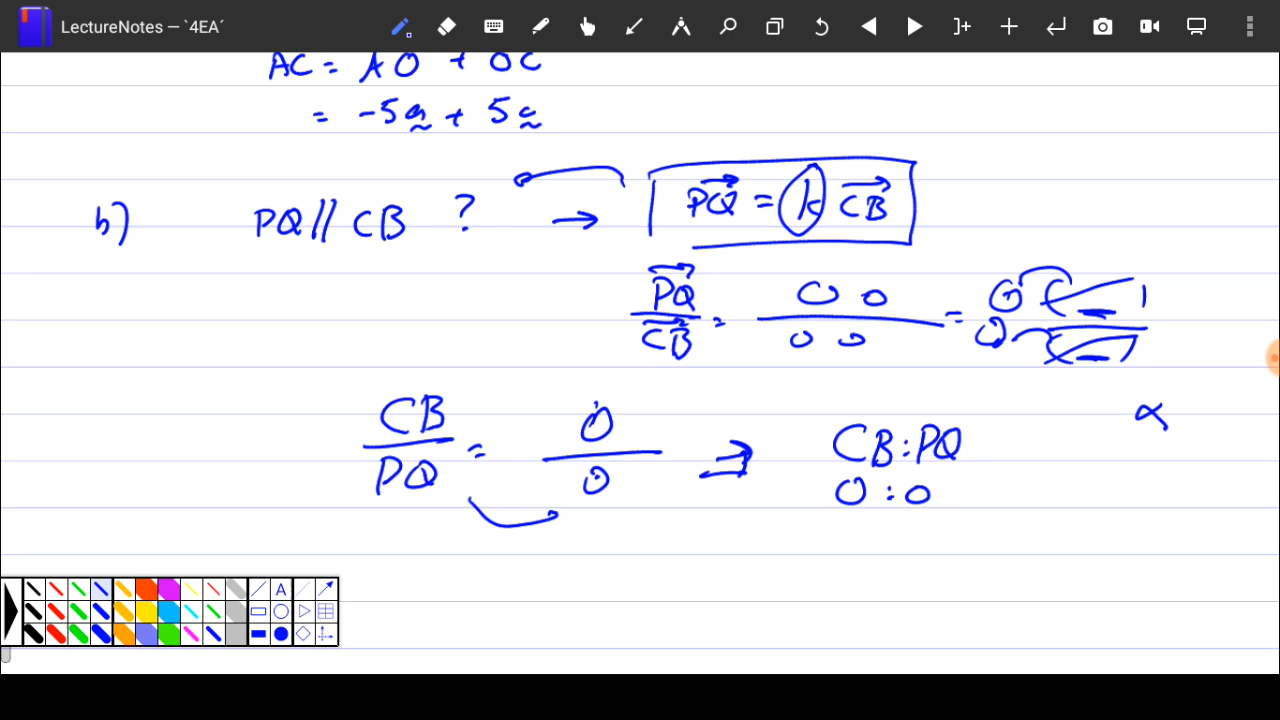 LectureNotes — `4EA´
AC = AO + OC
= -5a + 5c
b) PQ // CB ? → PQ = k CB
PQ/CB = O O / O O = O ( — ) / O ( — )
α
CB/PQ = O/O ⇒ CB : PQ
O : O
A